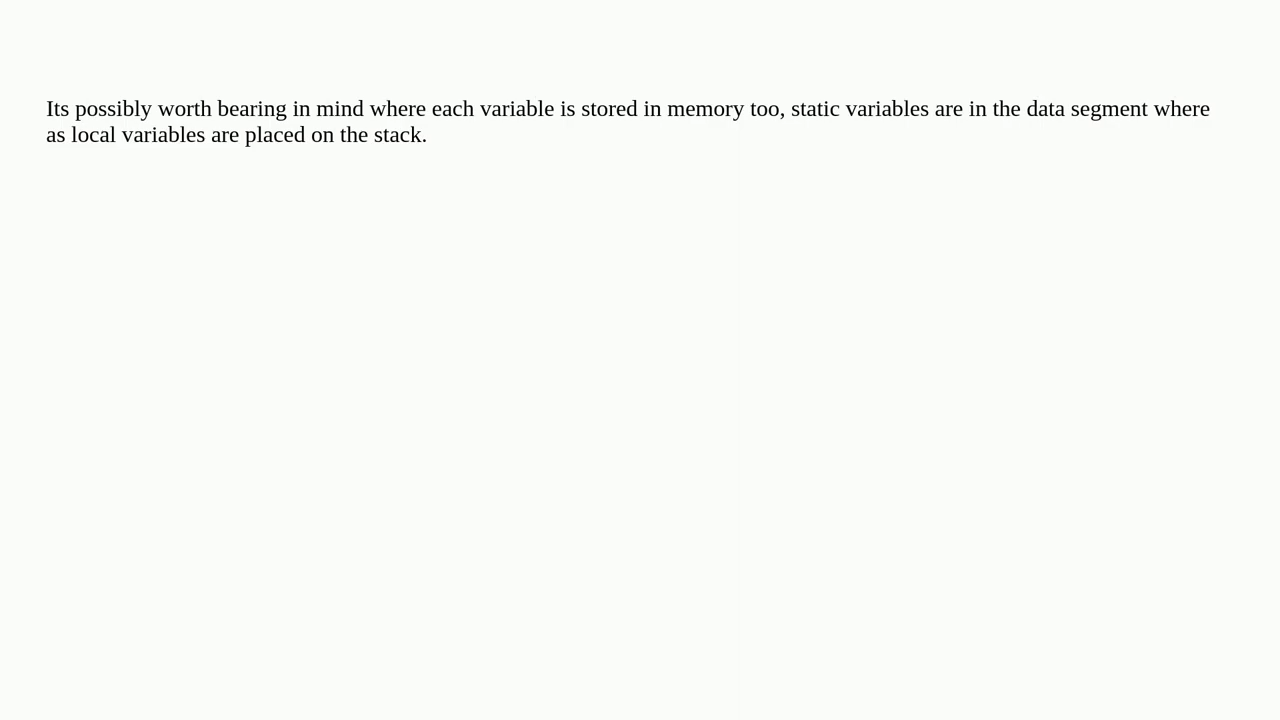 Its possibly worth bearing in mind where each variable is stored in memory too, static variables are in the data segment where
as local variables are placed on the stack.